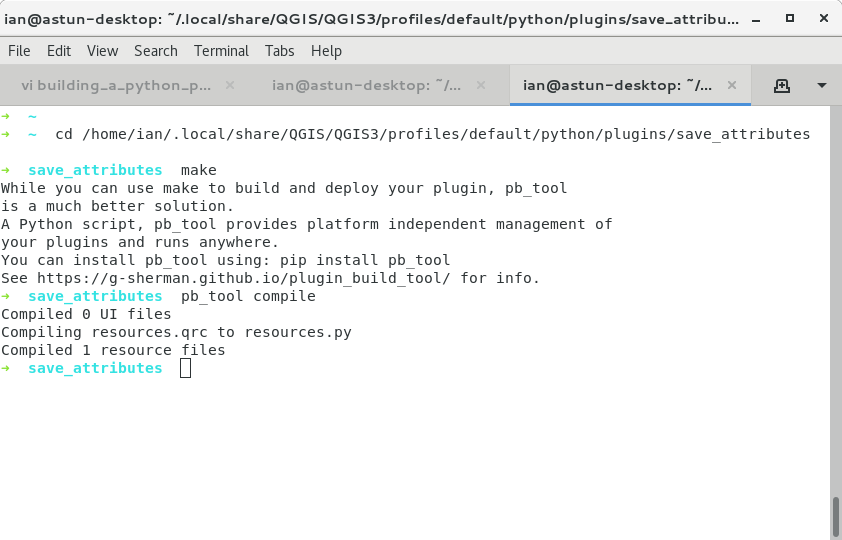 ian@astun-desktop: ~/.local/share/QGIS/QGIS3/profiles/default/python/plugins/save_attribu...
File Edit View Search Terminal Tabs Help
vi building_a_python_p... ian@astun-desktop: ~/... ian@astun-desktop: ~/...
➜  ~
➜  ~  cd /home/ian/.local/share/QGIS/QGIS3/profiles/default/python/plugins/save_attributes
➜  save_attributes  make
While you can use make to build and deploy your plugin, pb_tool
is a much better solution.
A Python script, pb_tool provides platform independent management of
your plugins and runs anywhere.
You can install pb_tool using: pip install pb_tool
See https://g-sherman.github.io/plugin_build_tool/ for info.
➜  save_attributes  pb_tool compile
Compiled 0 UI files
Compiling resources.qrc to resources.py
Compiled 1 resource files
➜  save_attributes